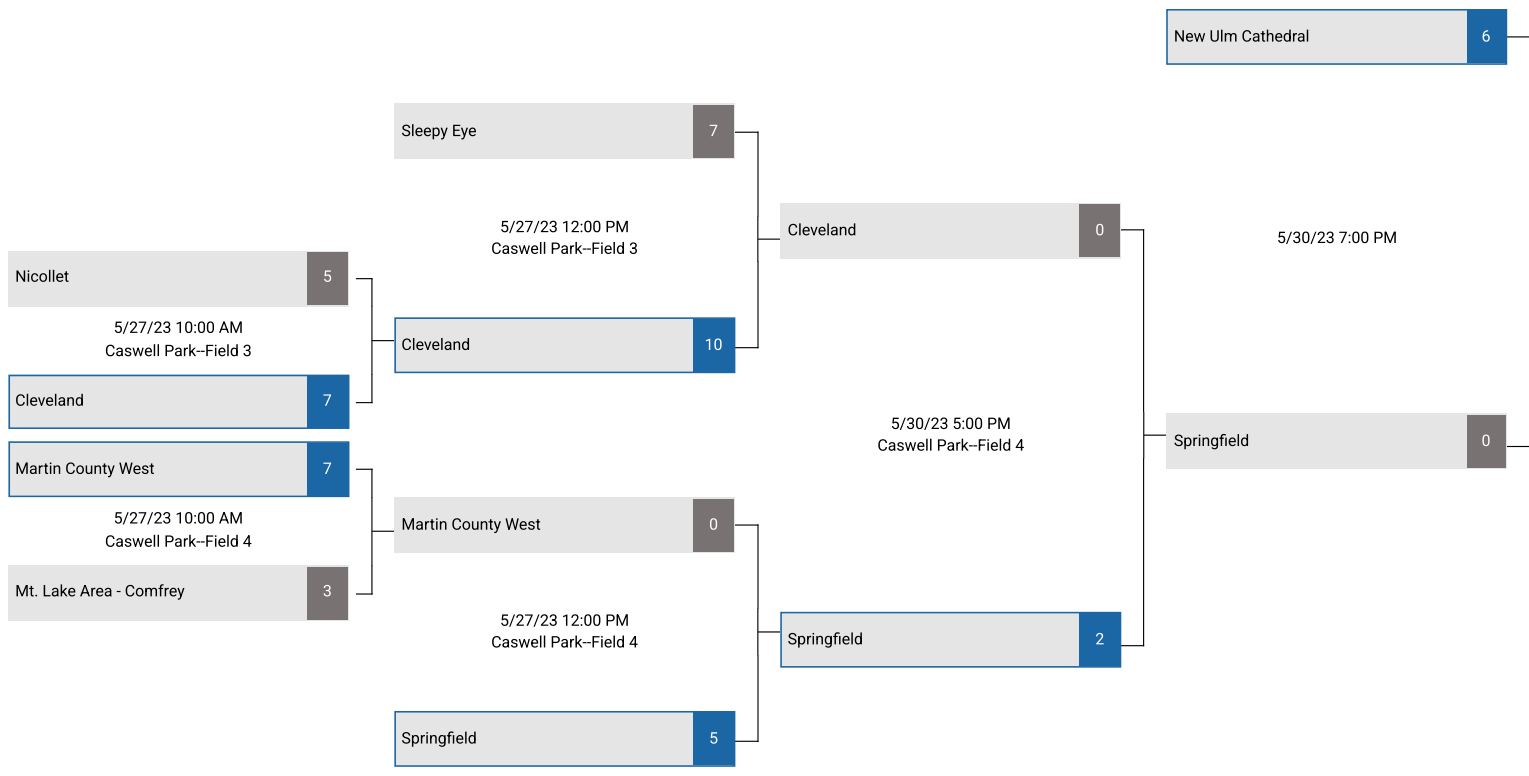 New Ulm Cathedral 6
Sleepy Eye 7
5/27/23 12:00 PM
Caswell Park--Field 3
Cleveland 0
5/30/23 7:00 PM
Nicollet 5
5/27/23 10:00 AM
Caswell Park--Field 3
Cleveland 10
Cleveland 7
5/30/23 5:00 PM
Caswell Park--Field 4
Springfield 0
Martin County West 7
5/27/23 10:00 AM
Caswell Park--Field 4
Martin County West 0
Mt. Lake Area - Comfrey 3
5/27/23 12:00 PM
Caswell Park--Field 4
Springfield 2
Springfield 5